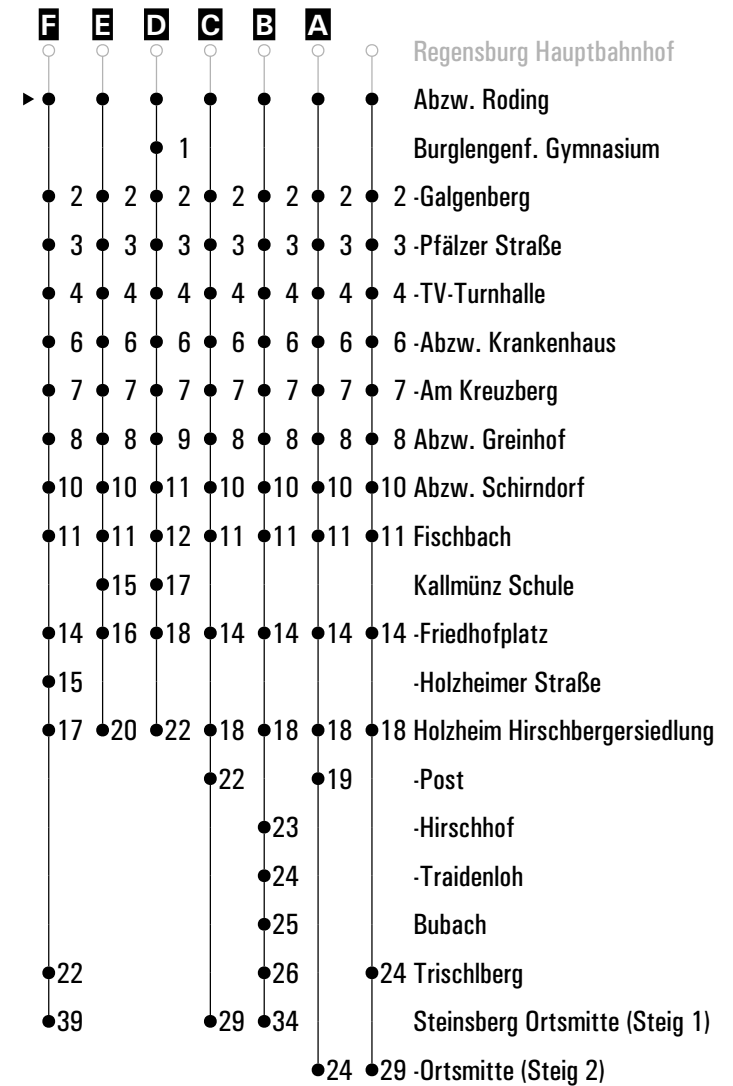 F E D C B A
Regensburg Hauptbahnhof
Abzw. Roding
1 Burglengenf. Gymnasium
2 2 2 2 2 2 2 -Galgenberg
3 3 3 3 3 3 3 -Pfälzer Straße
4 4 4 4 4 4 4 -TV-Turnhalle
6 6 6 6 6 6 6 -Abzw. Krankenhaus
7 7 7 7 7 7 7 -Am Kreuzberg
8 8 9 8 8 8 8 Abzw. Greinhof
10 10 11 10 10 10 10 Abzw. Schirndorf
11 11 12 11 11 11 11 Fischbach
15 17 Kallmünz Schule
14 16 18 14 14 14 14 -Friedhofplatz
15 -Holzheimer Straße
17 20 22 18 18 18 18 Holzheim Hirschbergersiedlung
22 19 -Post
23 -Hirschhof
24 -Traidenloh
25 Bubach
22 26 24 Trischlberg
39 29 34 Steinsberg Ortsmitte (Steig 1)
24 29 -Ortsmitte (Steig 2)